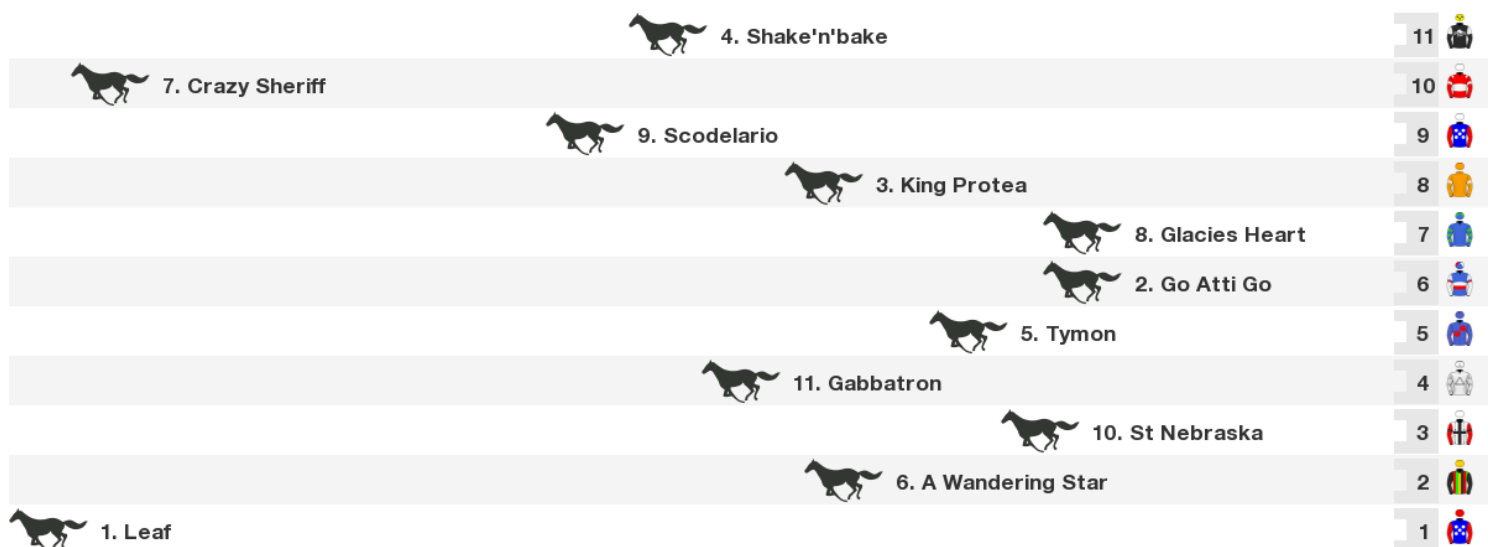 4. Shake'n'bake 11
7. Crazy Sheriff 10
9. Scodelario 9
3. King Protea 8
8. Glacies Heart 7
2. Go Atti Go 6
5. Tymon 5
11. Gabbatron 4
10. St Nebraska 3
6. A Wandering Star 2
1. Leaf 1